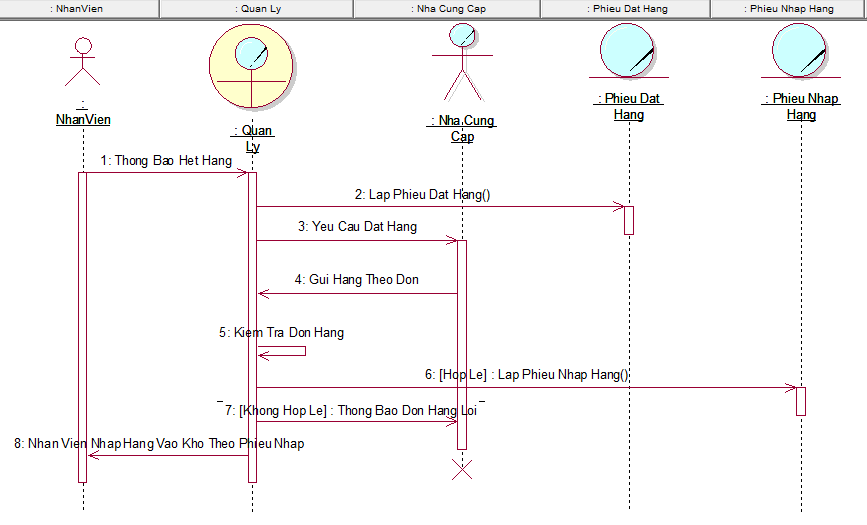 : NhanVien
: Quan Ly
: Nha Cung Cap
: Phieu Dat Hang
: Phieu Nhap Hang
:
NhanVien
: Quan
Ly
: Nha Cung
Cap
: Phieu Dat
Hang
: Phieu Nhap
Hang
1: Thong Bao Het Hang
2: Lap Phieu Dat Hang()
3: Yeu Cau Dat Hang
4: Gui Hang Theo Don
5: Kiem Tra Don Hang
6: [Hop Le] : Lap Phieu Nhap Hang()
7: [Khong Hop Le] : Thong Bao Don Hang Loi
8: Nhan Vien Nhap Hang Vao Kho Theo Phieu Nhap